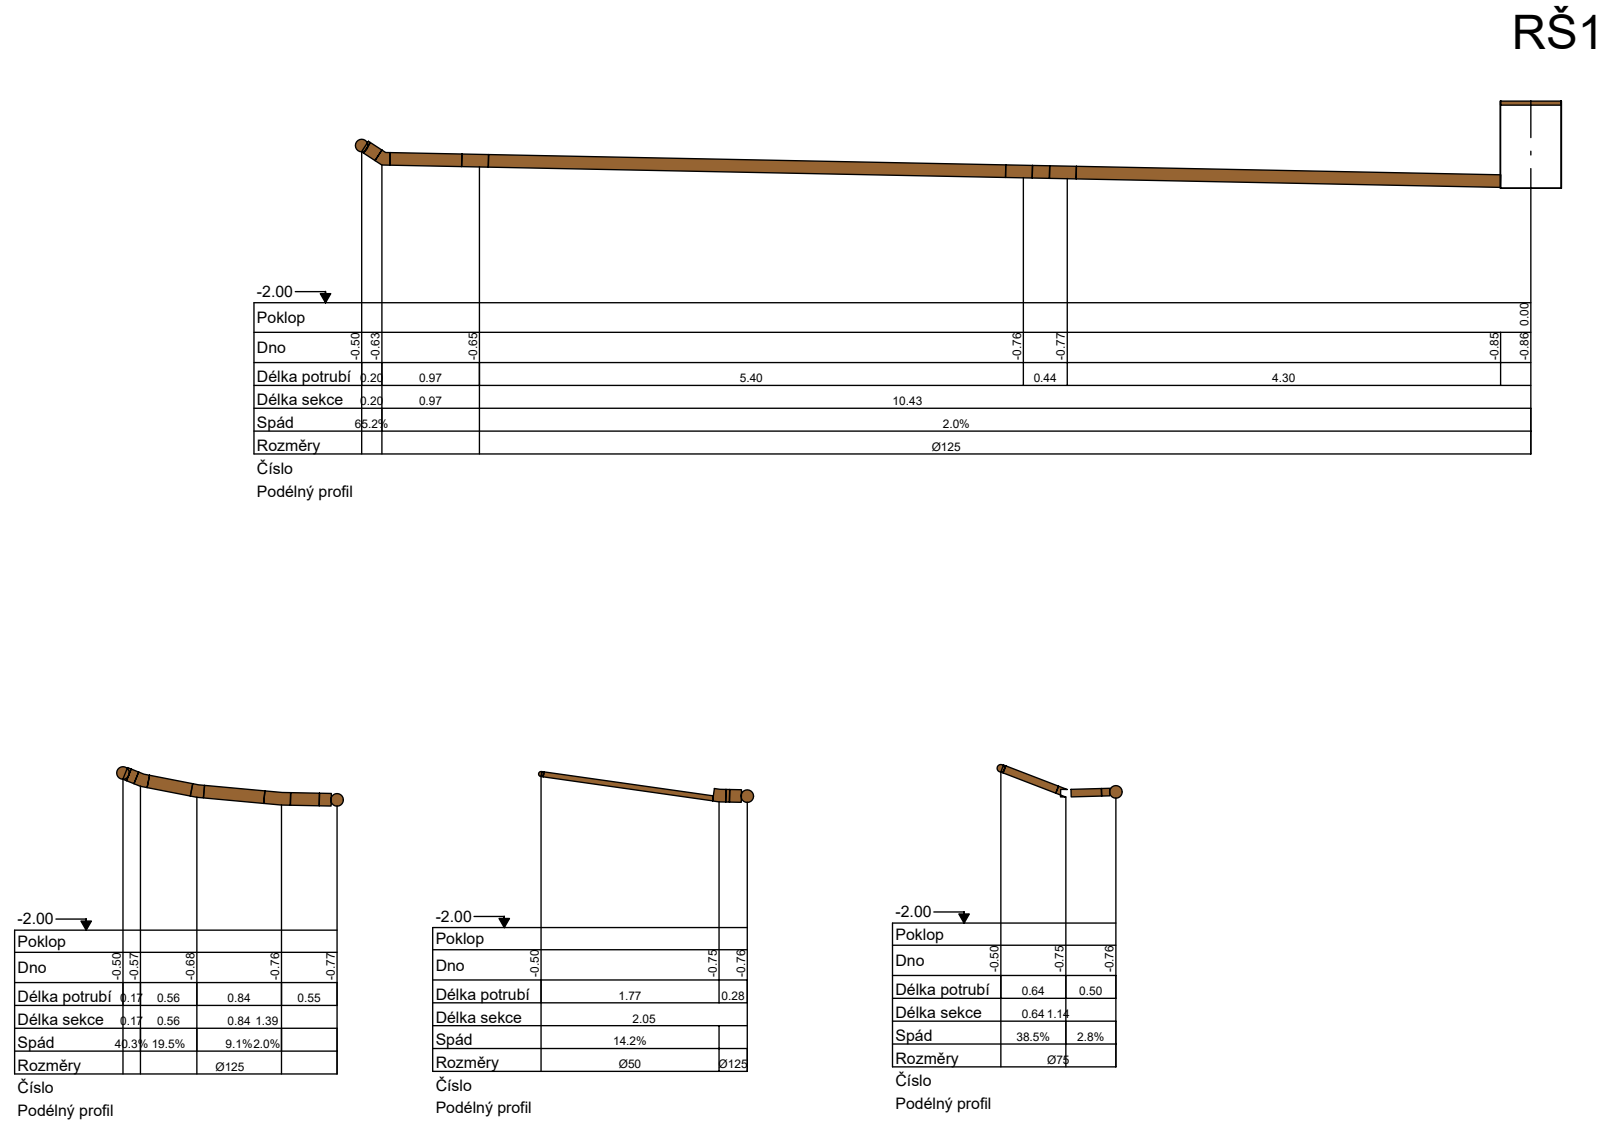 RŠ1
-2.00
Poklop 0.00
Dno -0.50 -0.63 -0.65 -0.76 -0.77 -0.85 -0.86
Délka potrubí 0.20 0.97 5.40 0.44 4.30
Délka sekce 0.20 0.97 10.43
Spád 65.2% 2.0%
Rozměry Ø125
Číslo
Podélný profil
-2.00
Poklop
Dno -0.50 -0.57 -0.68 -0.76 -0.77
Délka potrubí 0.17 0.56 0.84 0.55
Délka sekce 0.17 0.56 0.84 1.39
Spád 40.3% 19.5% 9.1% 2.0%
Rozměry Ø125
Číslo
Podélný profil
-2.00
Poklop
Dno -0.50 -0.75 -0.76
Délka potrubí 1.77 0.28
Délka sekce 2.05
Spád 14.2%
Rozměry Ø50 Ø125
Číslo
Podélný profil
-2.00
Poklop
Dno -0.50 -0.75 -0.76
Délka potrubí 0.64 0.50
Délka sekce 0.64 1.14
Spád 38.5% 2.8%
Rozměry Ø75
Číslo
Podélný profil